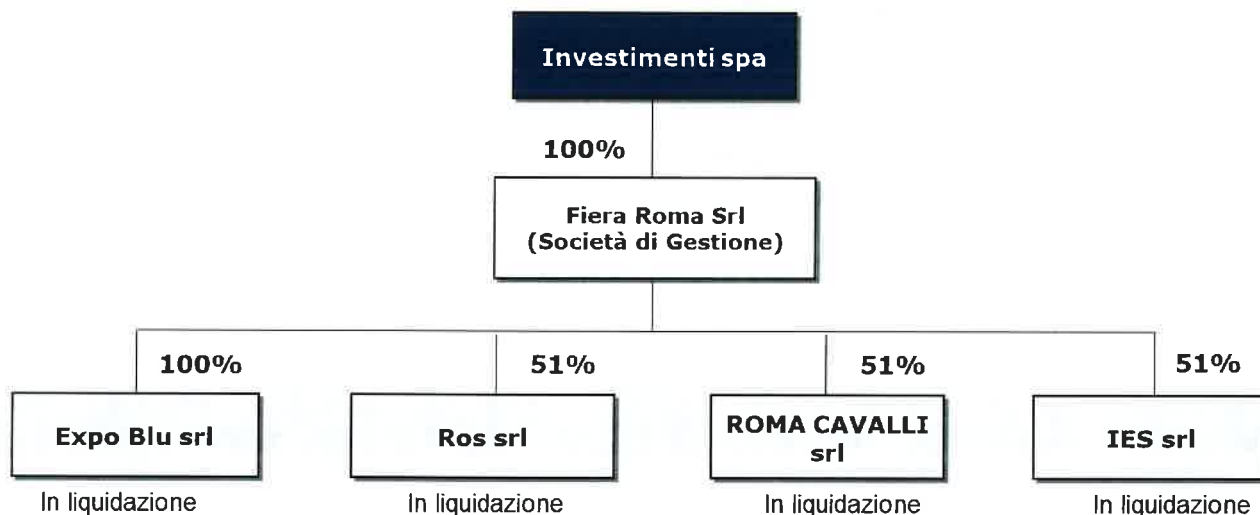 Investimenti spa
100%
Fiera Roma Srl
(Società di Gestione)
100%
51%
51%
51%
Expo Blu srl
Ros srl
ROMA CAVALLI
srl
IES srl
In liquidazione
In liquidazione
In liquidazione
In liquidazione